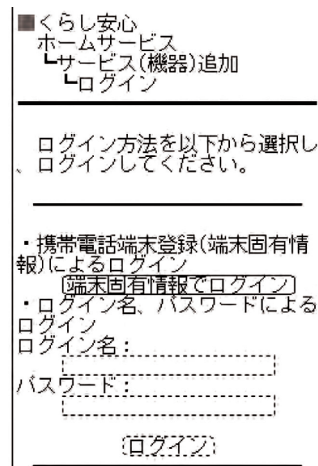 ■くらし安心
ホームサービス
┗サービス(機器)追加
┗ログイン
ログイン方法を以下から選択し
、ログインしてください。
・携帯電話端末登録(端末固有情
報)によるログイン
端末固有情報でログイン
・ログイン名、パスワードによる
ログイン
ログイン名：
パスワード：
ログイン